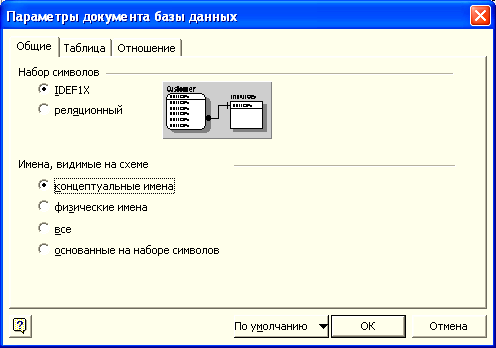 Параметры документа базы данных
Общие Таблица Отношение
Набор символов
IDEF1X
реляционный
Customer
Invoices
Имена, видимые на схеме
концептуальные имена
физические имена
все
основанные на наборе символов
? По умолчанию OK Отмена